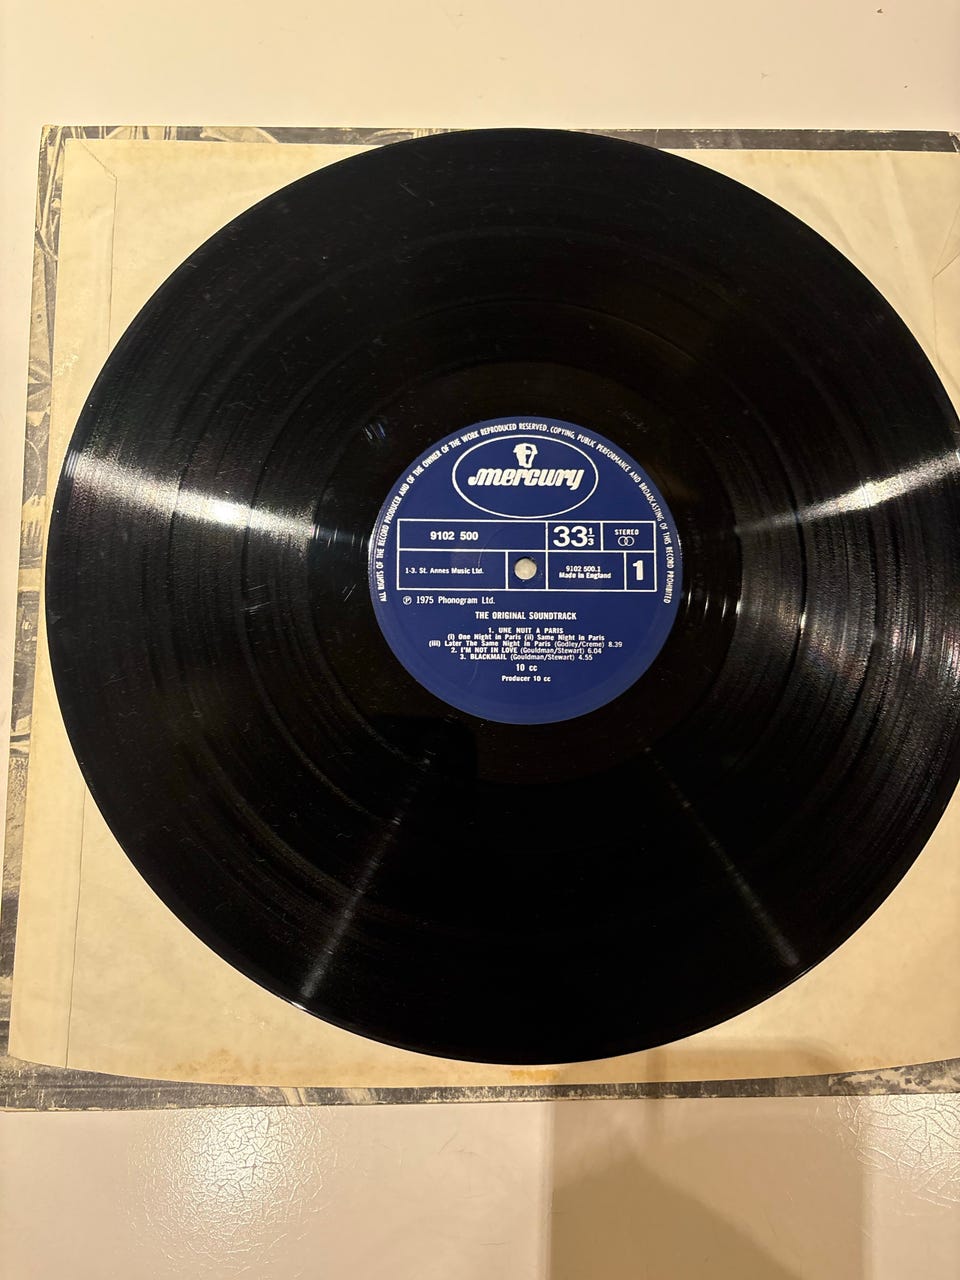 ALL RIGHTS OF THE RECORD PRODUCER AND OF THE OWNER OF THE WORK REPRODUCED RESERVED. COPYING, PUBLIC PERFORMANCE AND BROADCASTING OF THIS RECORD PROHIBITED
mercury
9102 500
33⅓
STEREO
1-3. St. Annes Music Ltd.
9102 500.1
Made in England
1
Ⓟ 1975 Phonogram Ltd.
THE ORIGINAL SOUNDTRACK
1. UNE NUIT A PARIS
(i) One Night in Paris (ii) Same Night in Paris
(iii) Later The Same Night in Paris (Godley/Creme) 8.39
2. I'M NOT IN LOVE (Gouldman/Stewart) 6.04
3. BLACKMAIL (Gouldman/Stewart) 4.55
10 cc
Producer 10 cc